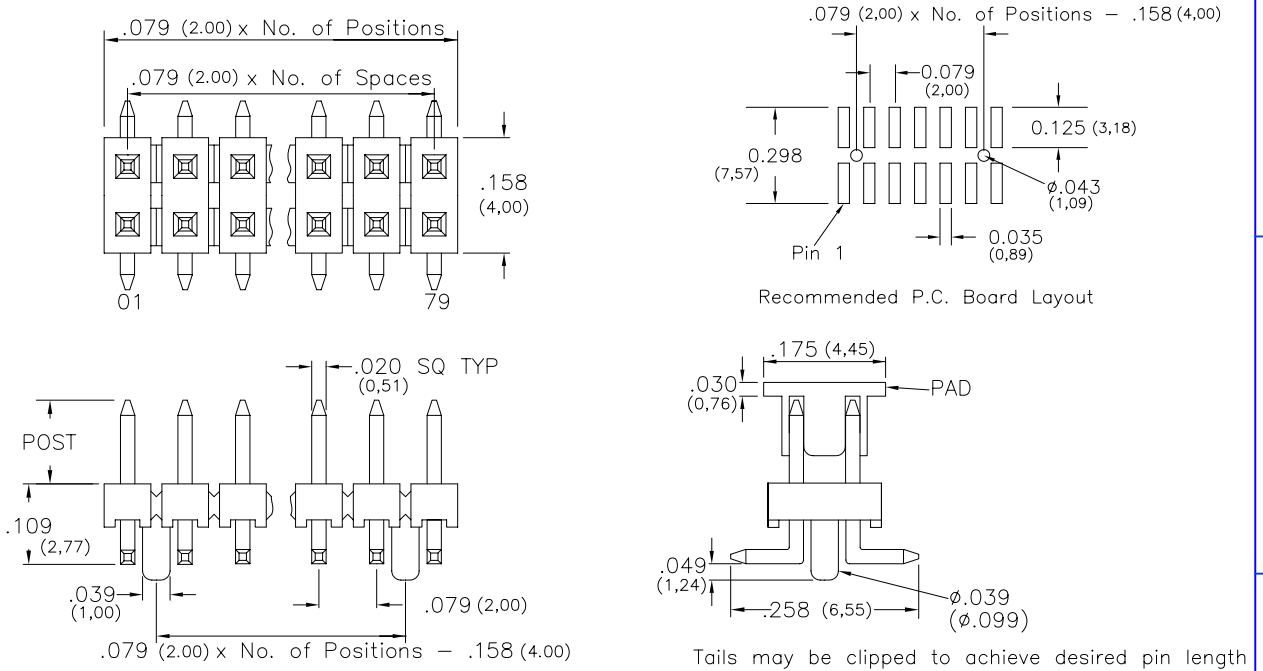 .079 (2.00) x No. of Positions
.079 (2.00) x No. of Spaces
.158
(4,00)
01
79
.079 (2,00) x No. of Positions - .158 (4,00)
0.079
(2,00)
0.125 (3,18)
0.298
(7,57)
ø.043
(1,09)
Pin 1
0.035
(0,89)
Recommended P.C. Board Layout
.020 SQ TYP
(0,51)
POST
.109
(2,77)
.039
(1,00)
.079 (2,00)
.079 (2.00) x No. of Positions - .158 (4.00)
.175 (4,45)
.030
(0,76)
PAD
.049
(1,24)
.258 (6,55)
ø.039
(ø.099)
Tails may be clipped to achieve desired pin length